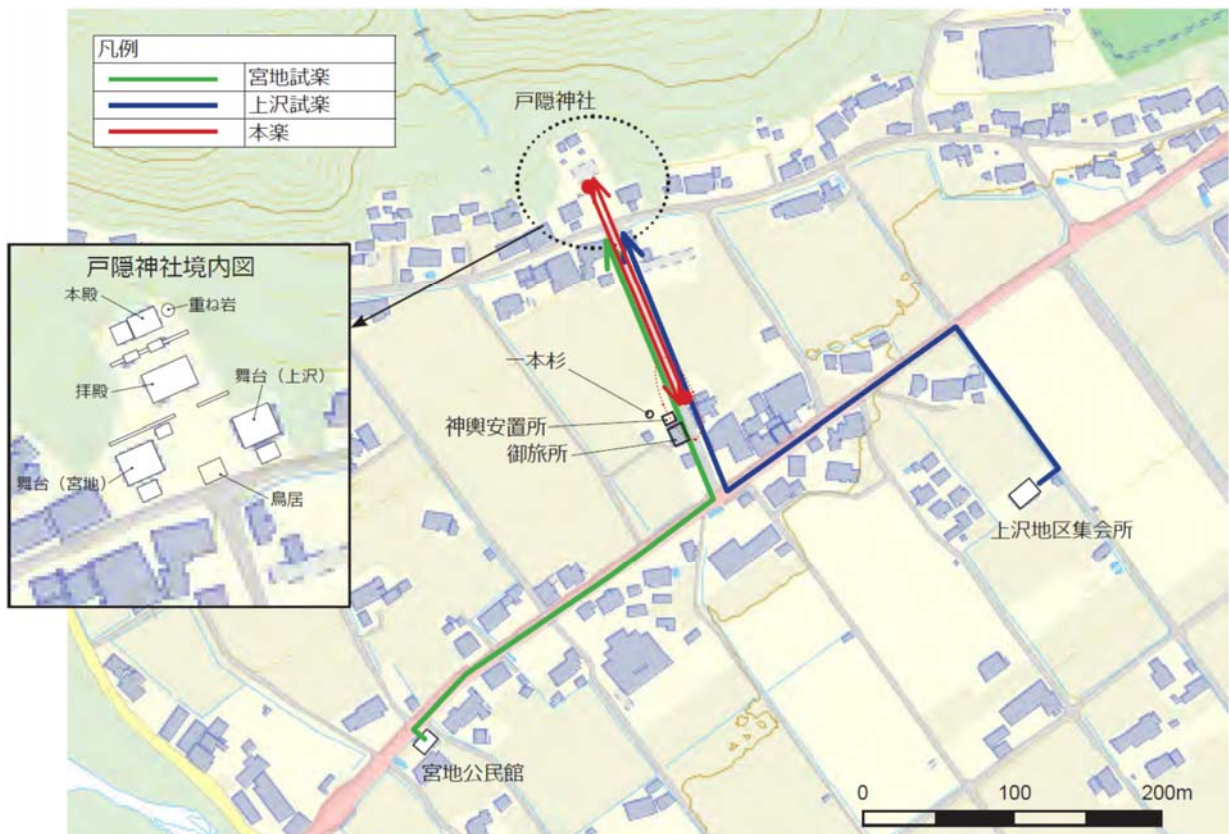 凡例
宮地試楽
上沢試楽
本楽
戸隠神社
戸隠神社境内図
本殿
重ね岩
拝殿
舞台（上沢）
舞台（宮地）
鳥居
一本杉
神輿安置所
御旅所
上沢地区集会所
宮地公民館
0 100 200m